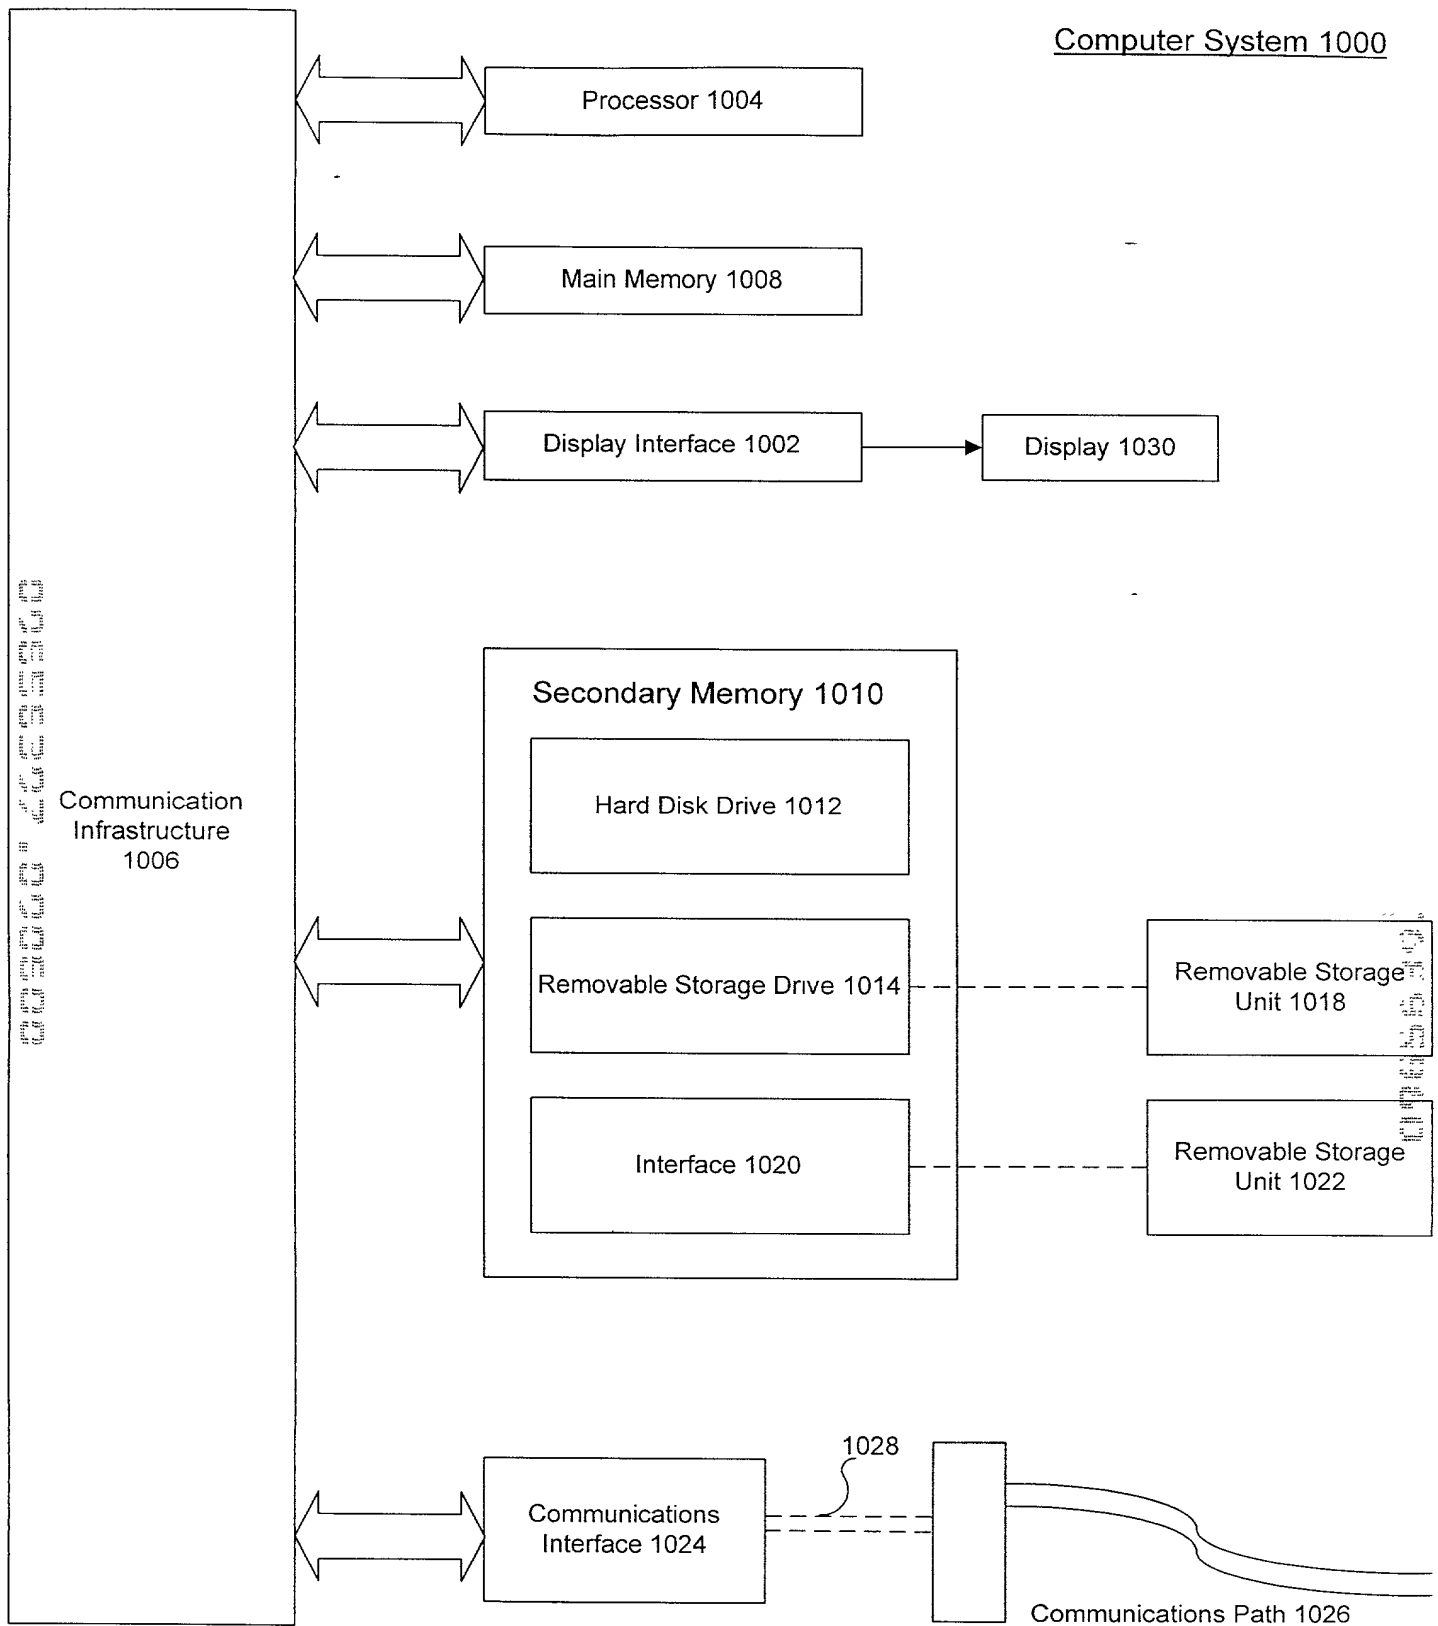 Computer System 1000
Processor 1004
Main Memory 1008
Display Interface 1002
Display 1030
Secondary Memory 1010
Hard Disk Drive 1012
Communication
Infrastructure
1006
Removable Storage Drive 1014
Removable Storage
Unit 1018
Interface 1020
Removable Storage
Unit 1022
1028
Communications
Interface 1024
Communications Path 1026